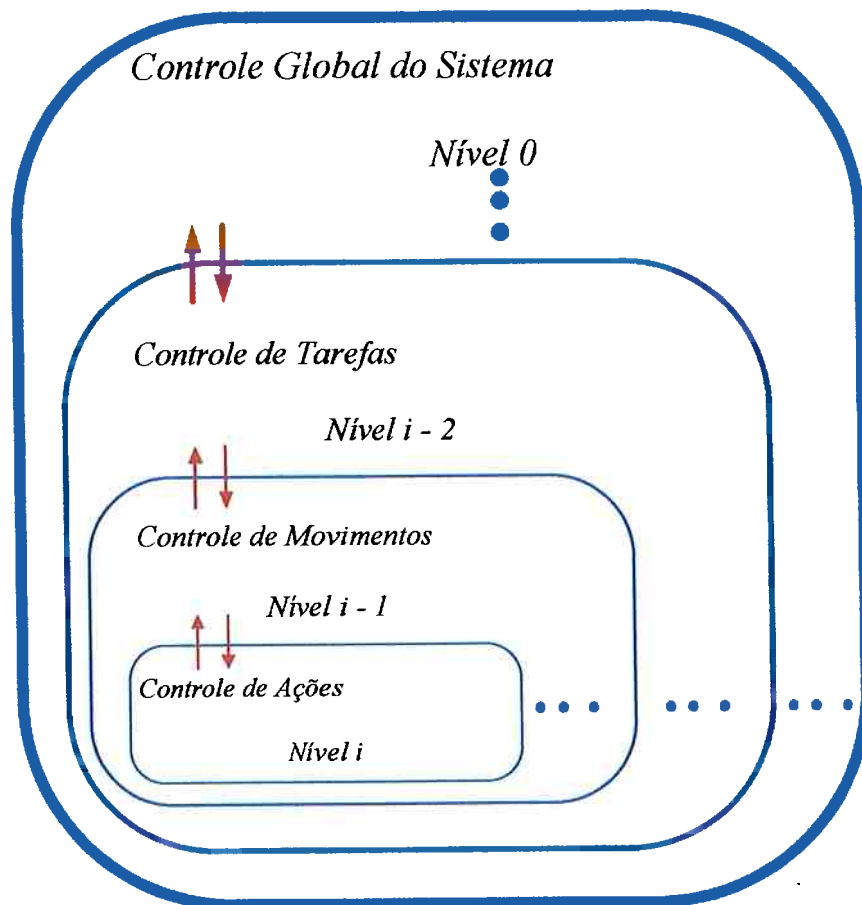 Controle Global do Sistema
Nível 0
Controle de Tarefas
Nível i - 2
Controle de Movimentos
Nível i - 1
Controle de Ações
Nível i